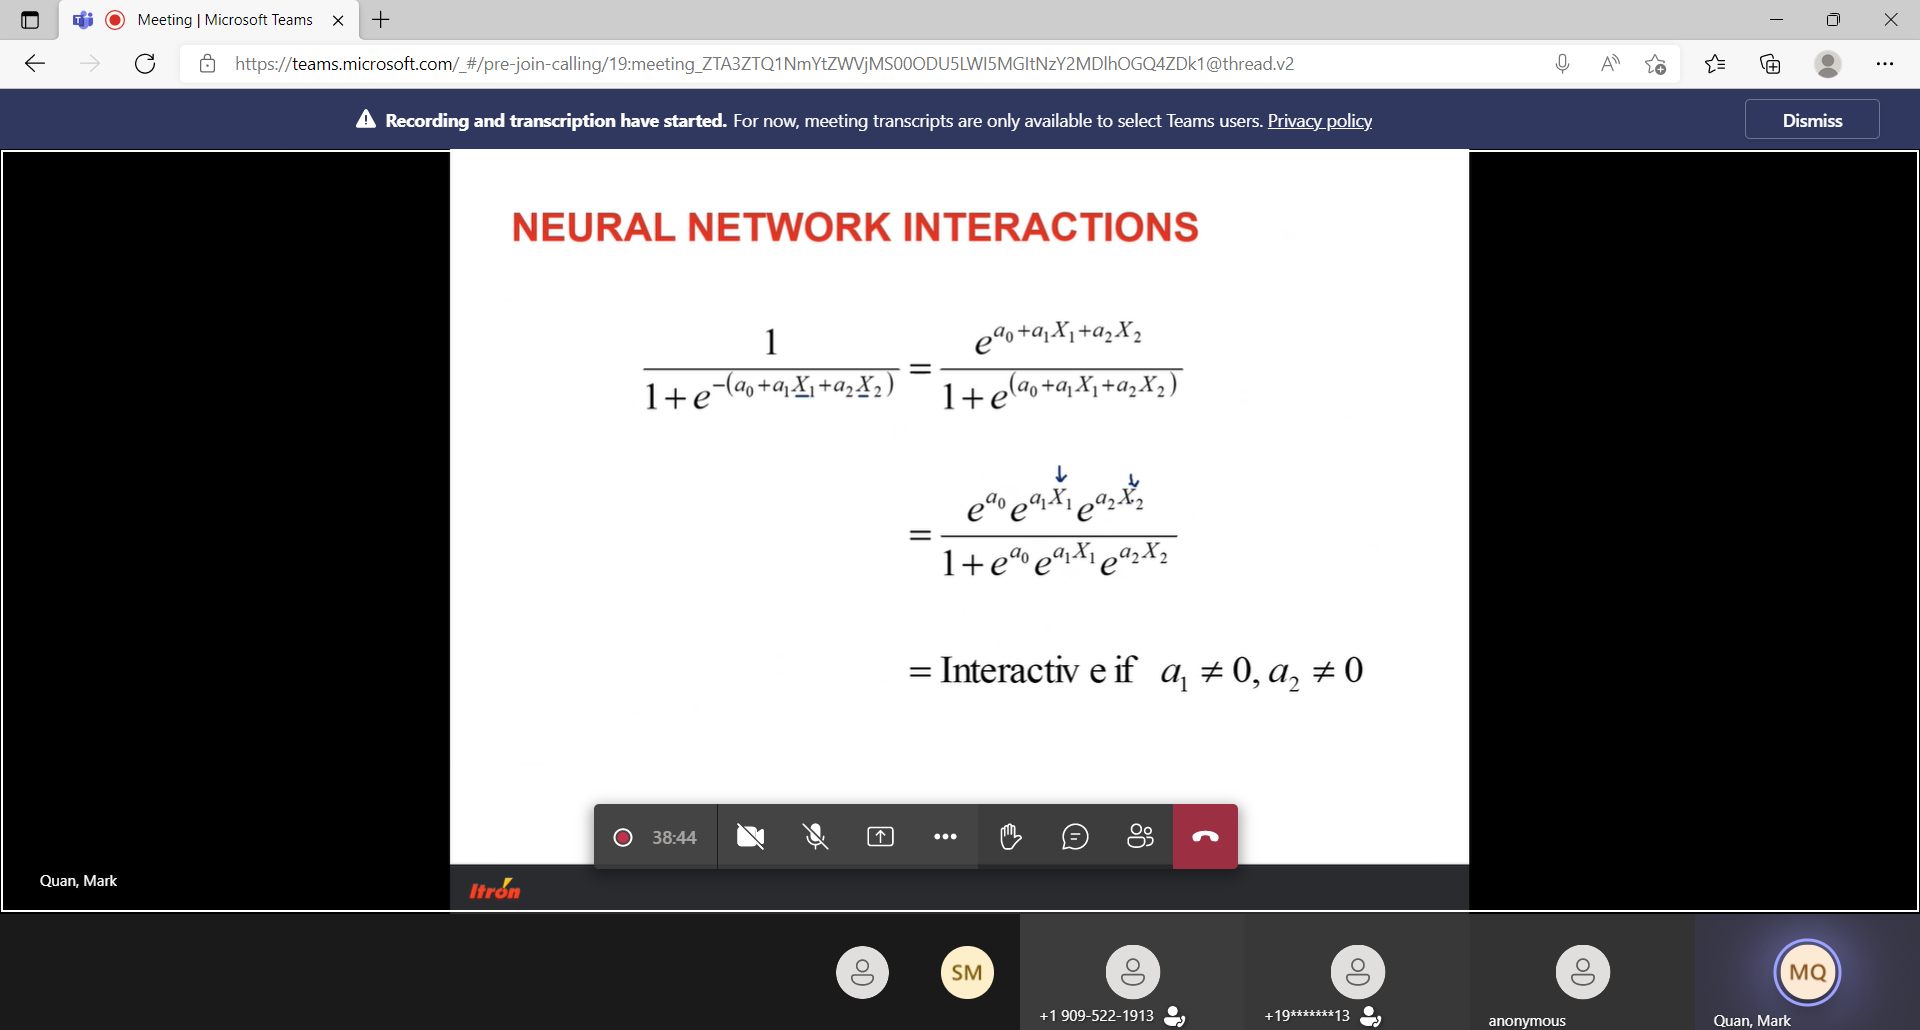 Meeting | Microsoft Teams
https://teams.microsoft.com/_#/pre-join-calling/19:meeting_ZTA3ZTQ1NmYtZWVjMS00ODU5LWI5MGItNzY2MDlhOGQ4ZDk1@thread.v2
Recording and transcription have started. For now, meeting transcripts are only available to select Teams users. Privacy policy
Dismiss
NEURAL NETWORK INTERACTIONS
1 / (1+e^{-(a₀+a₁X₁+a₂X₂)}) = e^{a₀+a₁X₁+a₂X₂} / (1+e^{(a₀+a₁X₁+a₂X₂)})
= e^{a₀} e^{a₁X₁} e^{a₂X₂} / (1+e^{a₀} e^{a₁X₁} e^{a₂X₂})
= Interactiv e if a₁ ≠ 0, a₂ ≠ 0
38:44
Quan, Mark
Itrón
SM
MQ
+1 909-522-1913
+19*******13
anonymous
Quan, Mark